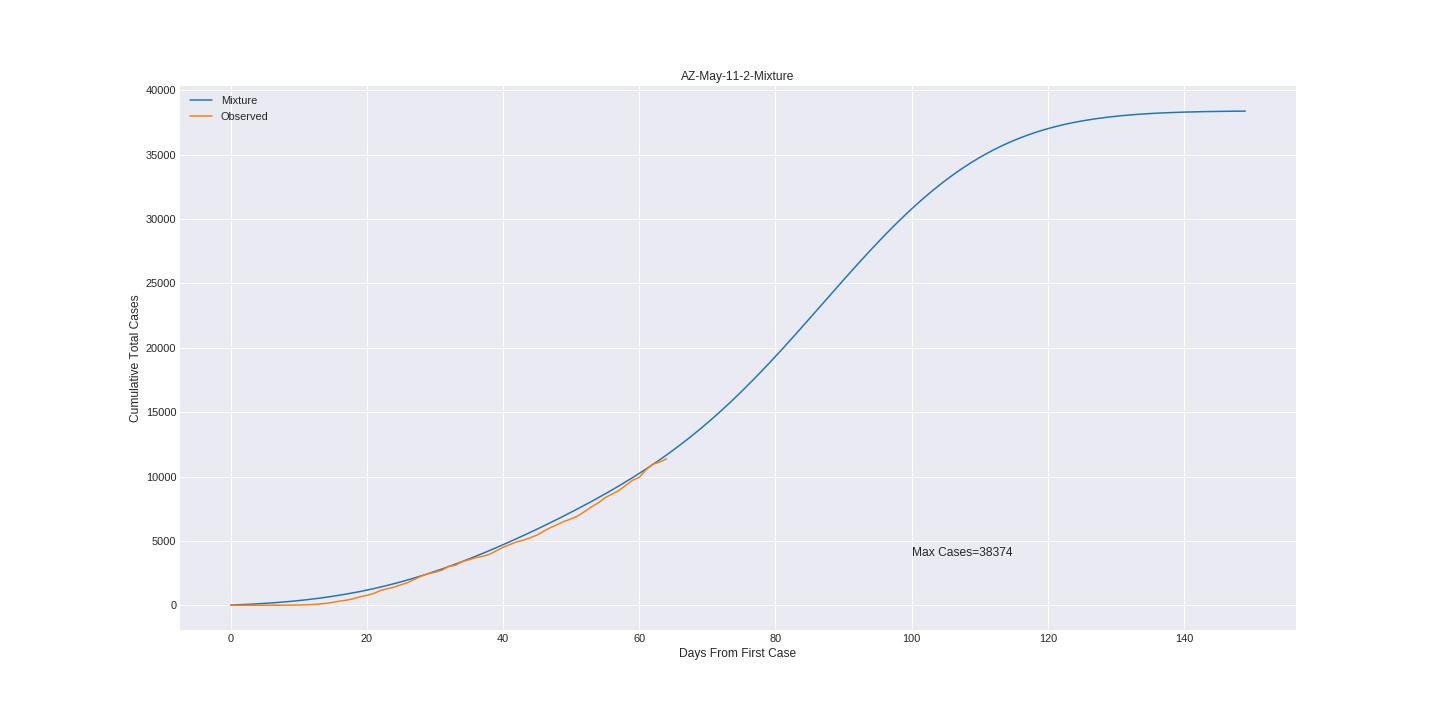 AZ-May-11-2-Mixture
Mixture
Observed
40000
35000
30000
25000
20000
15000
10000
5000
0
Cumulative Total Cases
Max Cases=38374
0 20 40 60 80 100 120 140
Days From First Case